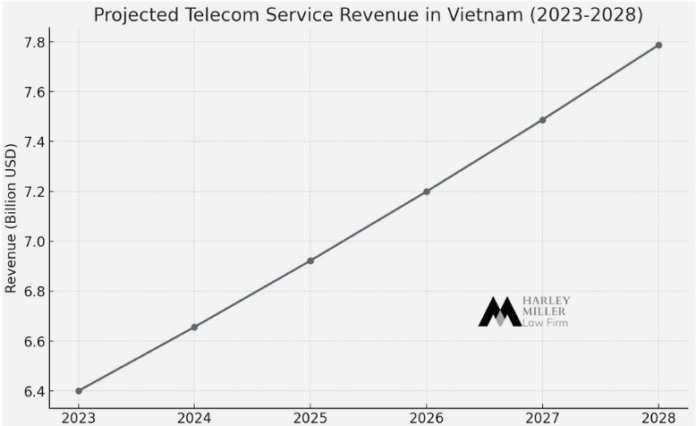 Projected Telecom Service Revenue in Vietnam (2023-2028)
Revenue (Billion USD)
7.8
7.6
7.4
7.2
7.0
6.8
6.6
6.4
HARLEY
MILLER
Law Firm
2023 2024 2025 2026 2027 2028